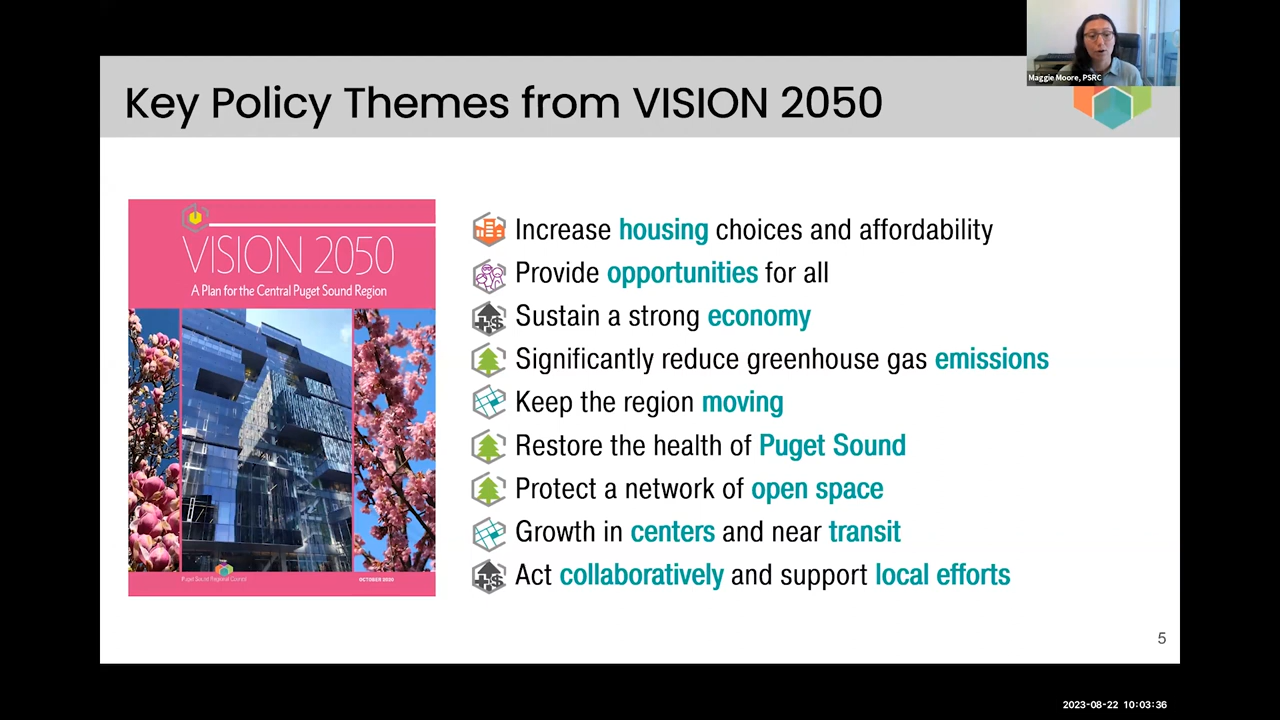 Maggie Moore, PSRC
Key Policy Themes from VISION 2050
VISION 2050
A Plan for the Central Puget Sound Region
Puget Sound Regional Council
OCTOBER 2020
Increase housing choices and affordability
Provide opportunities for all
Sustain a strong economy
Significantly reduce greenhouse gas emissions
Keep the region moving
Restore the health of Puget Sound
Protect a network of open space
Growth in centers and near transit
Act collaboratively and support local efforts
5
2023-08-22 10:03:36